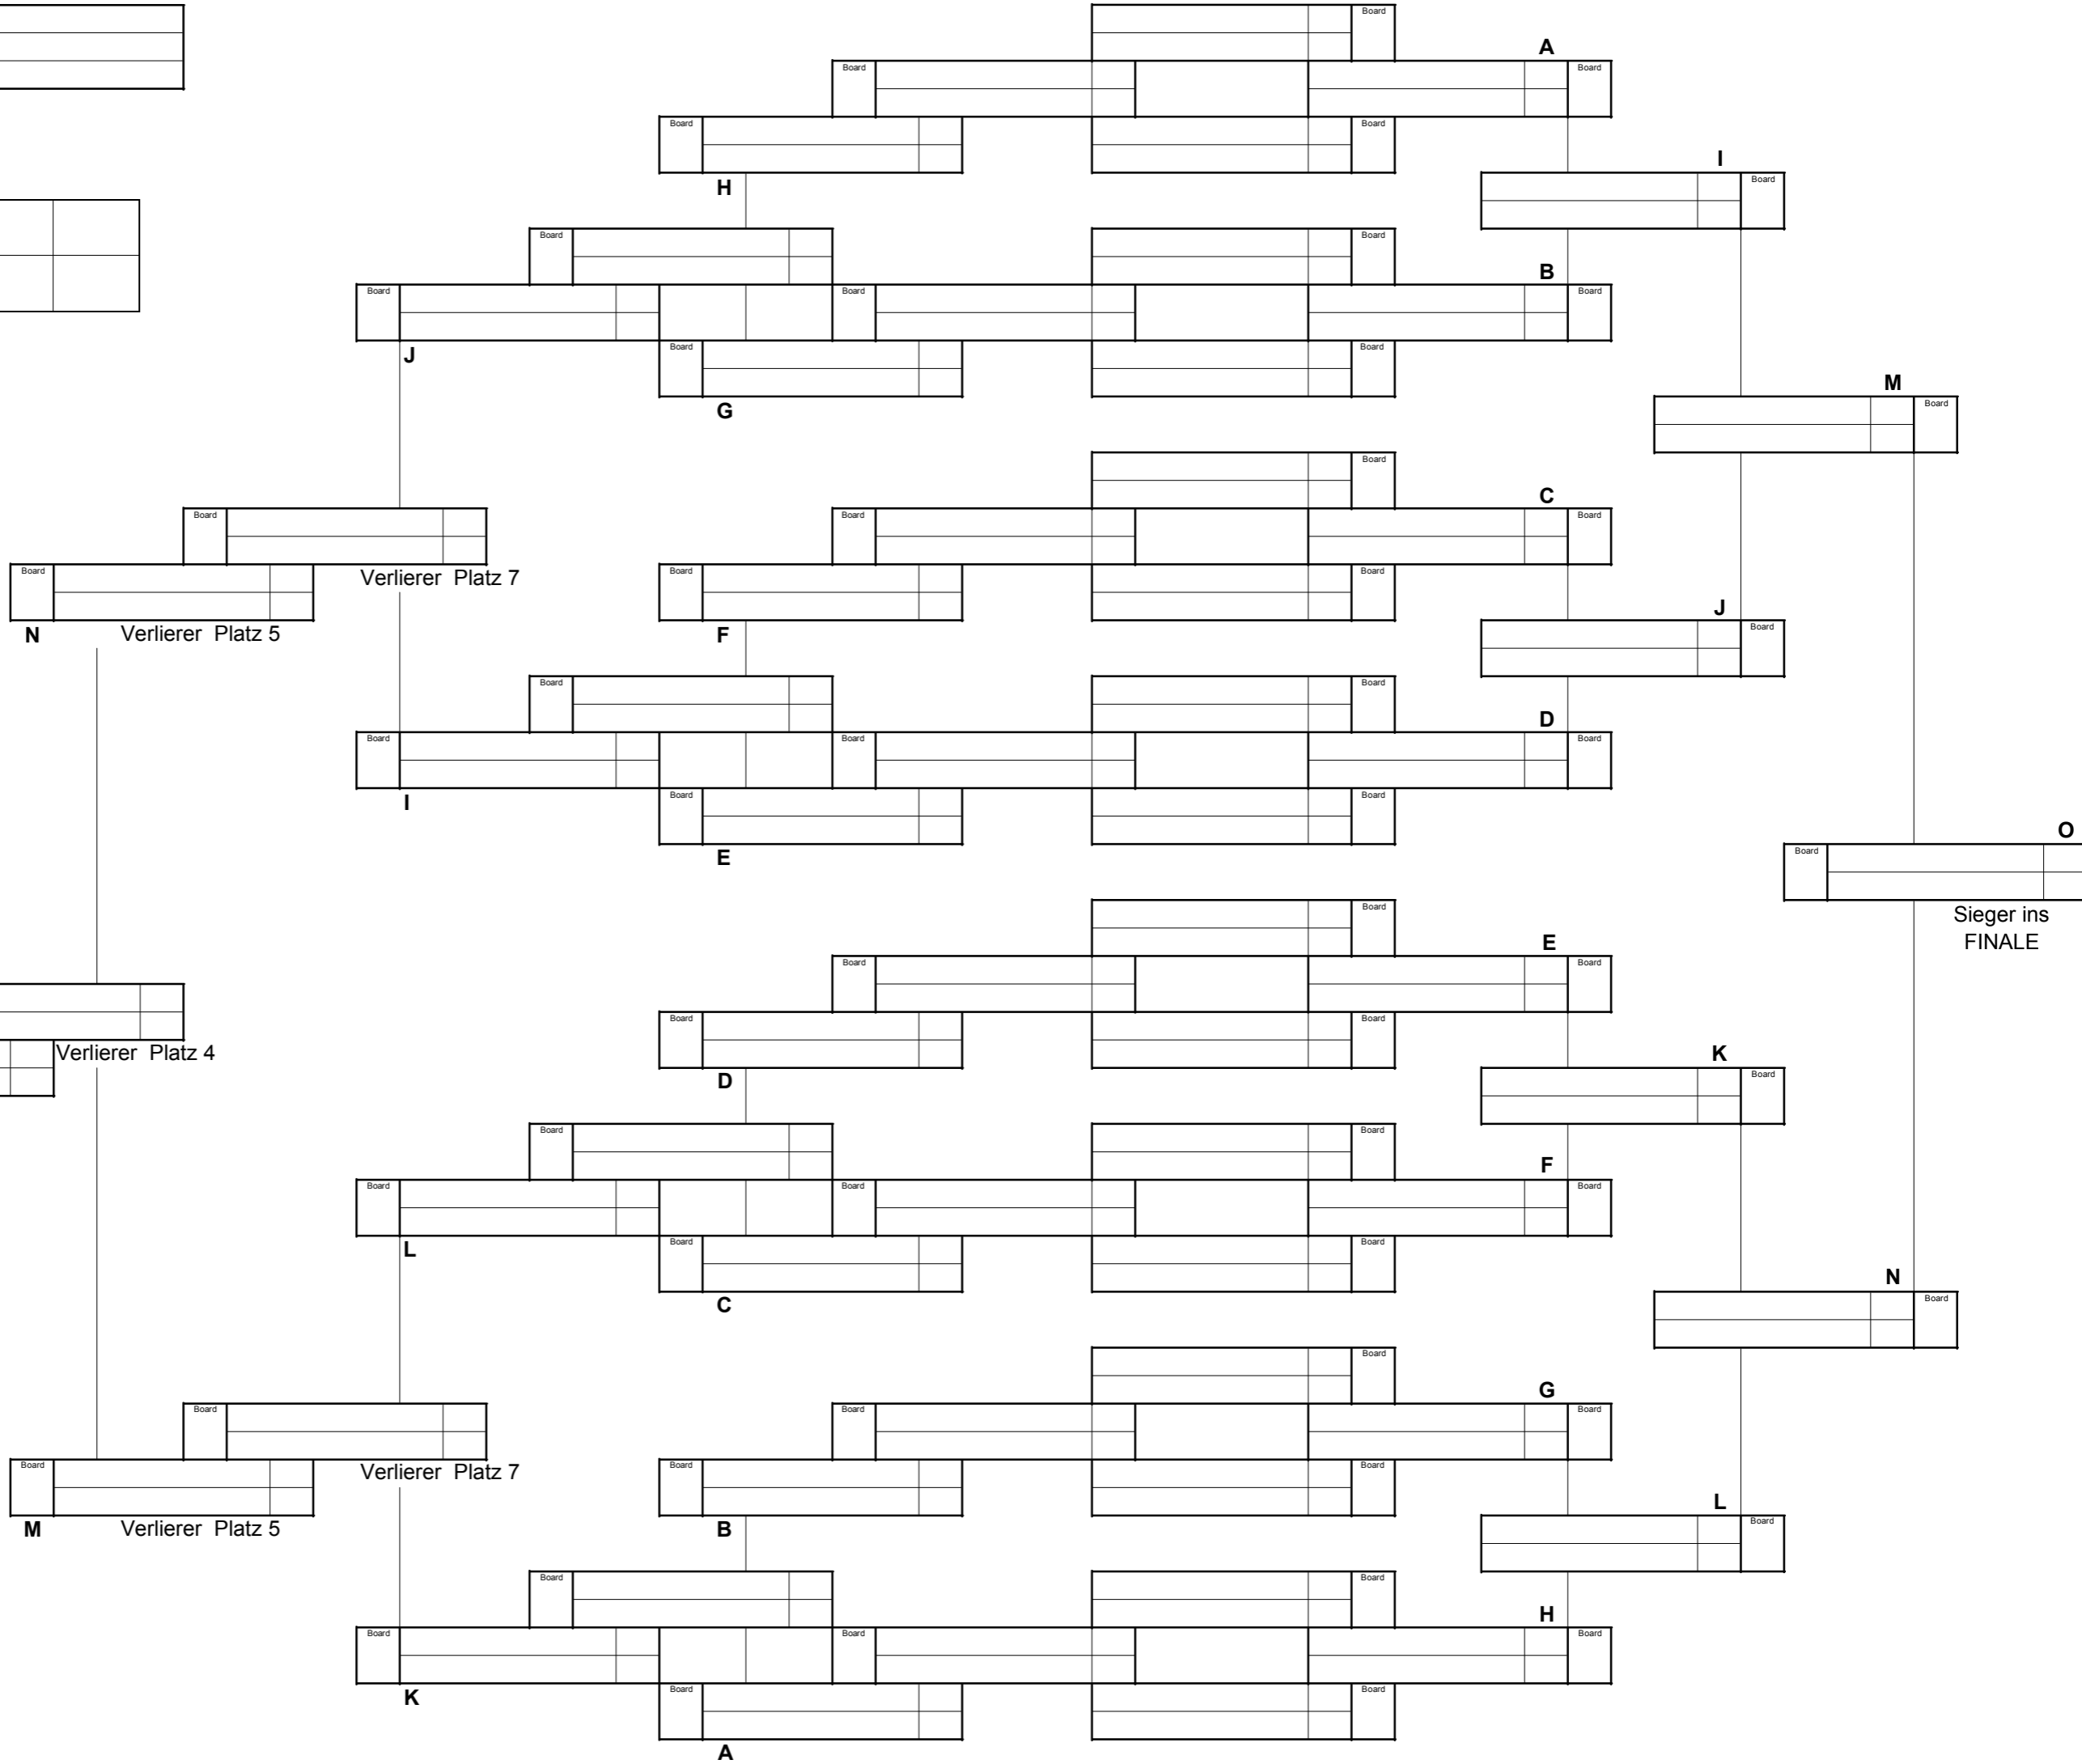 Board
A
Board Board
Board Board
I
H Board
Board Board
B
Board Board Board
J
Board Board
M
G Board
Board
C
Board Board Board
Board Verlierer Platz 7 Board Board
J
N Verlierer Platz 5 F Board
Board Board
D
Board Board Board
I
Board Board
O
E Board
Board
Sieger ins
E
FINALE
Board Board
Board Board
Verlierer Platz 4 K
D Board
Board Board
F
Board Board Board
L
Board Board
N
C Board
Board
G
Board Board Board
Board Verlierer Platz 7 Board Board
L
M Verlierer Platz 5 B Board
Board Board
H
Board Board Board
K
Board Board
A